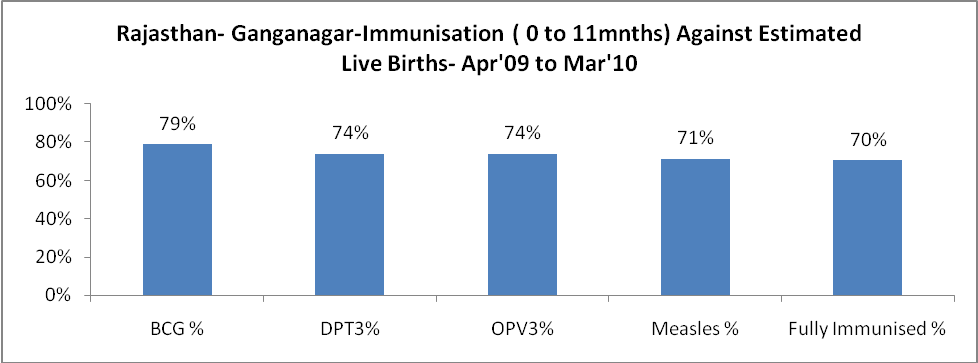 Rajasthan- Ganganagar-Immunisation ( 0 to 11mnths) Against Estimated
Live Births- Apr'09 to Mar'10
100%
80%
60%
40%
20%
0%
79%
74%
74%
71%
70%
BCG %
DPT3%
OPV3%
Measles %
Fully Immunised %